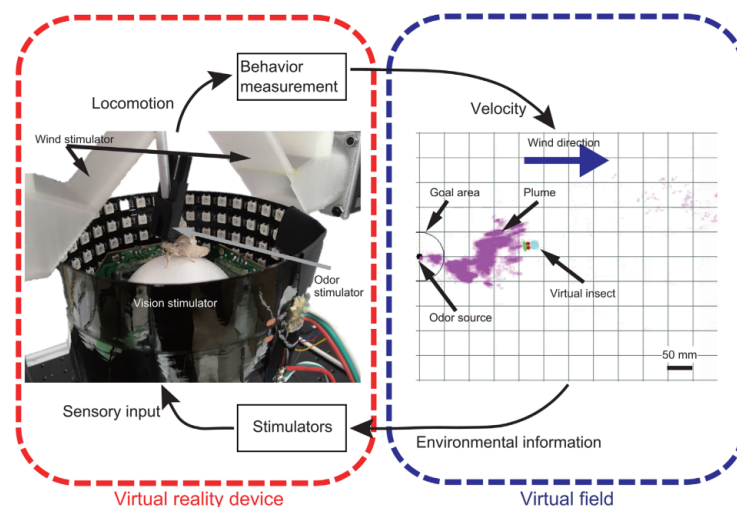 Behavior
measurement
Locomotion
Velocity
Wind stimulator
Wind direction
Goal area
Plume
Odor
stimulator
Vision stimulator
Virtual insect
Odor source
50 mm
Sensory input
Stimulators
Environmental information
Virtual reality device
Virtual field